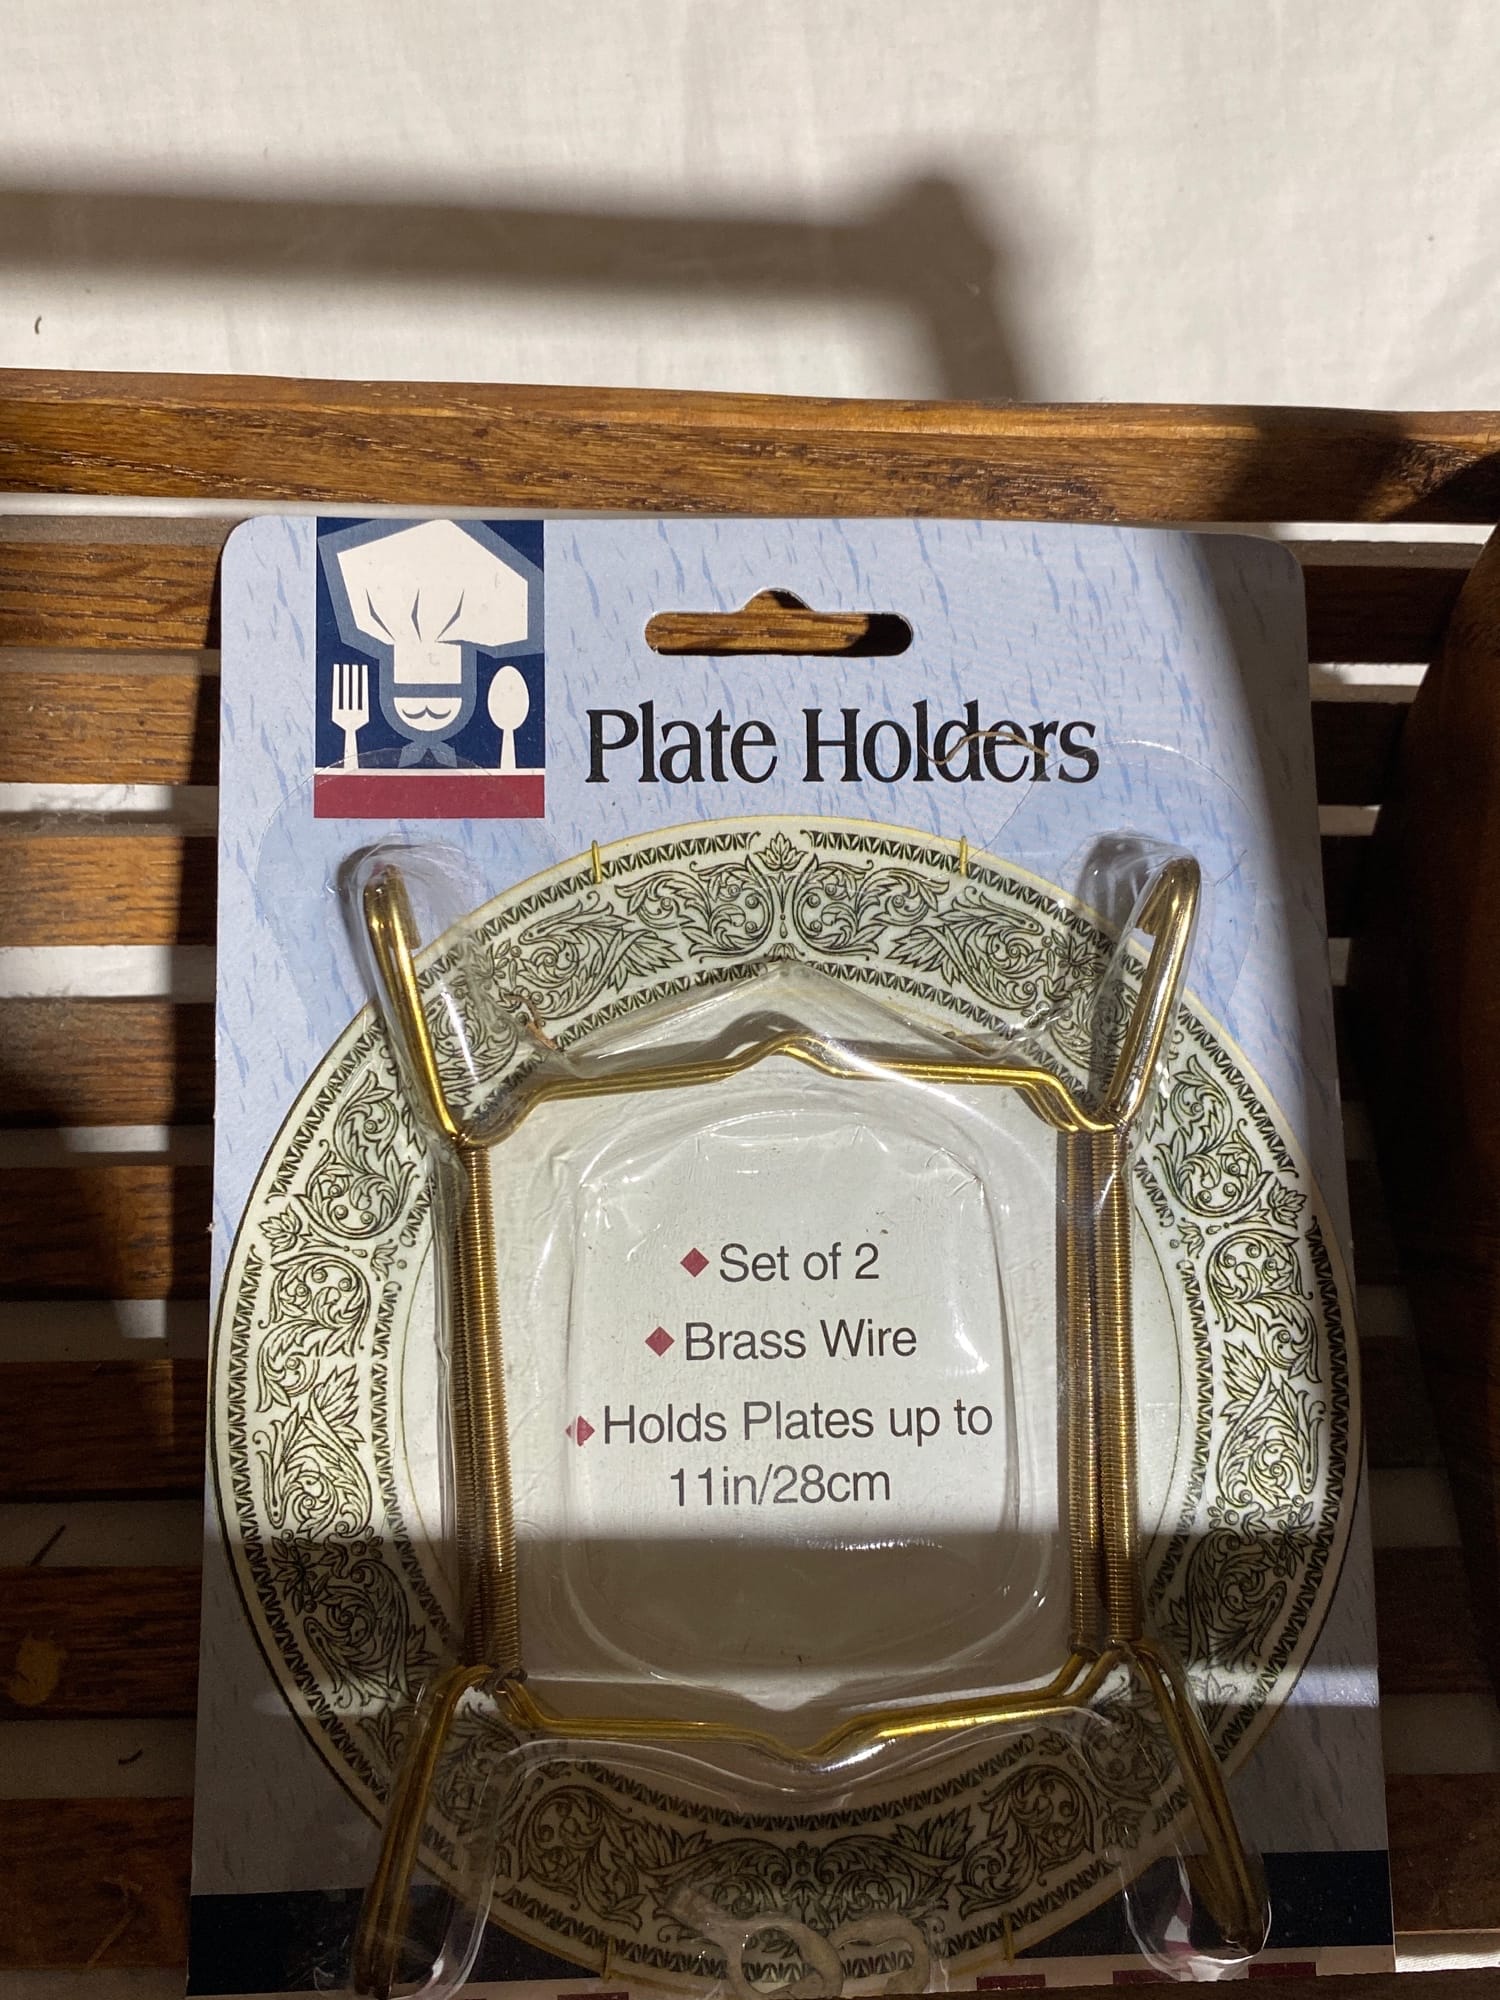 Plate Holders
Set of 2
Brass Wire
Holds Plates up to
11in/28cm